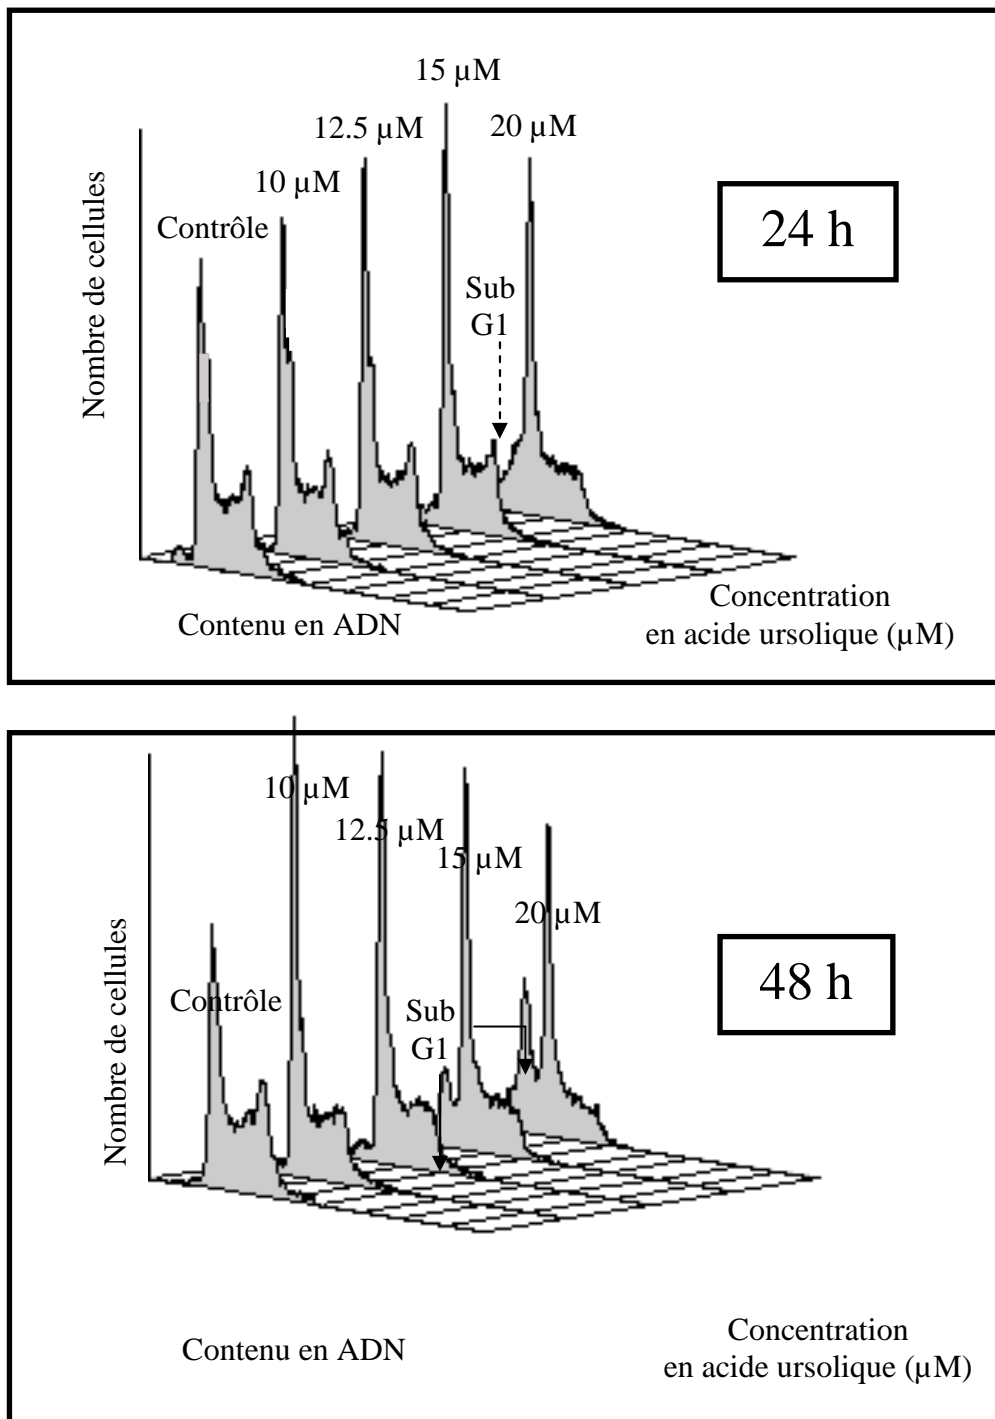 15 µM
12.5 µM
20 µM
10 µM
Contrôle
24 h
Sub
G1
Nombre de cellules
Contenu en ADN
Concentration
en acide ursolique (µM)
10 µM
12.5 µM
15 µM
20 µM
Contrôle
48 h
Sub
G1
Nombre de cellules
Contenu en ADN
Concentration
en acide ursolique (µM)